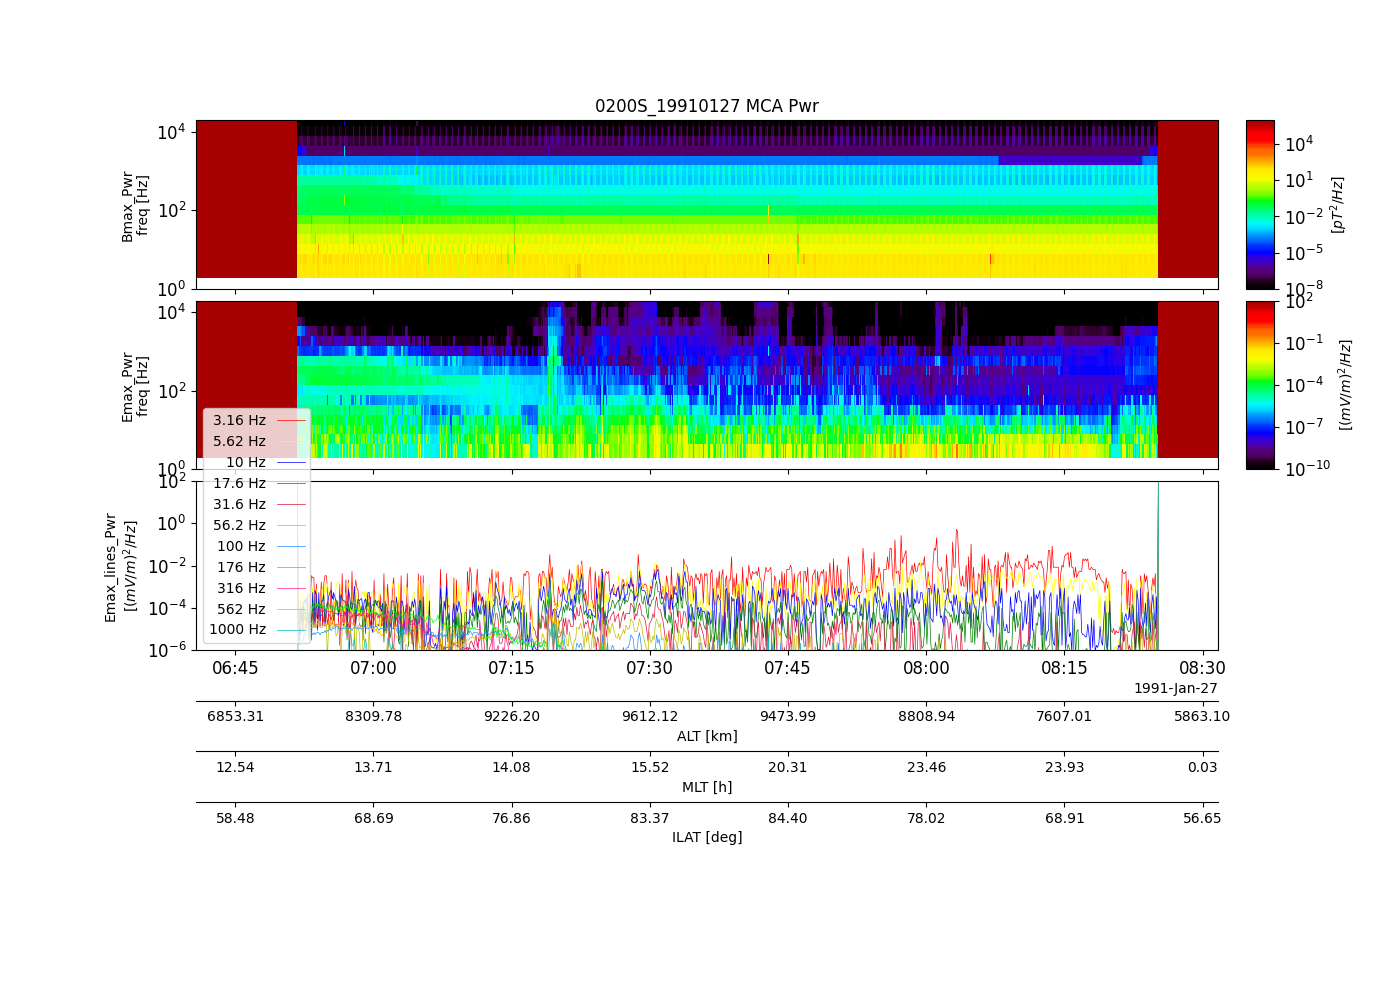 0200S_19910127 MCA Pwr
10^4
10^2
10^0
Bmax_Pwr
freq [Hz]
10^4
10^1
10^-2
10^-5
10^-8
[pT^2/Hz]
10^4
10^2
10^0
Emax_Pwr
freq [Hz]
10^2
10^-1
10^-4
10^-7
10^-10
[(mV/m)^2/Hz]
3.16 Hz
5.62 Hz
10 Hz
17.6 Hz
31.6 Hz
56.2 Hz
100 Hz
176 Hz
316 Hz
562 Hz
1000 Hz
10^2
10^0
10^-2
10^-4
10^-6
Emax_lines_Pwr
[(mV/m)^2/Hz]
06:45 07:00 07:15 07:30 07:45 08:00 08:15 08:30
1991-Jan-27
6853.31 8309.78 9226.20 9612.12 9473.99 8808.94 7607.01 5863.10
ALT [km]
12.54 13.71 14.08 15.52 20.31 23.46 23.93 0.03
MLT [h]
58.48 68.69 76.86 83.37 84.40 78.02 68.91 56.65
ILAT [deg]